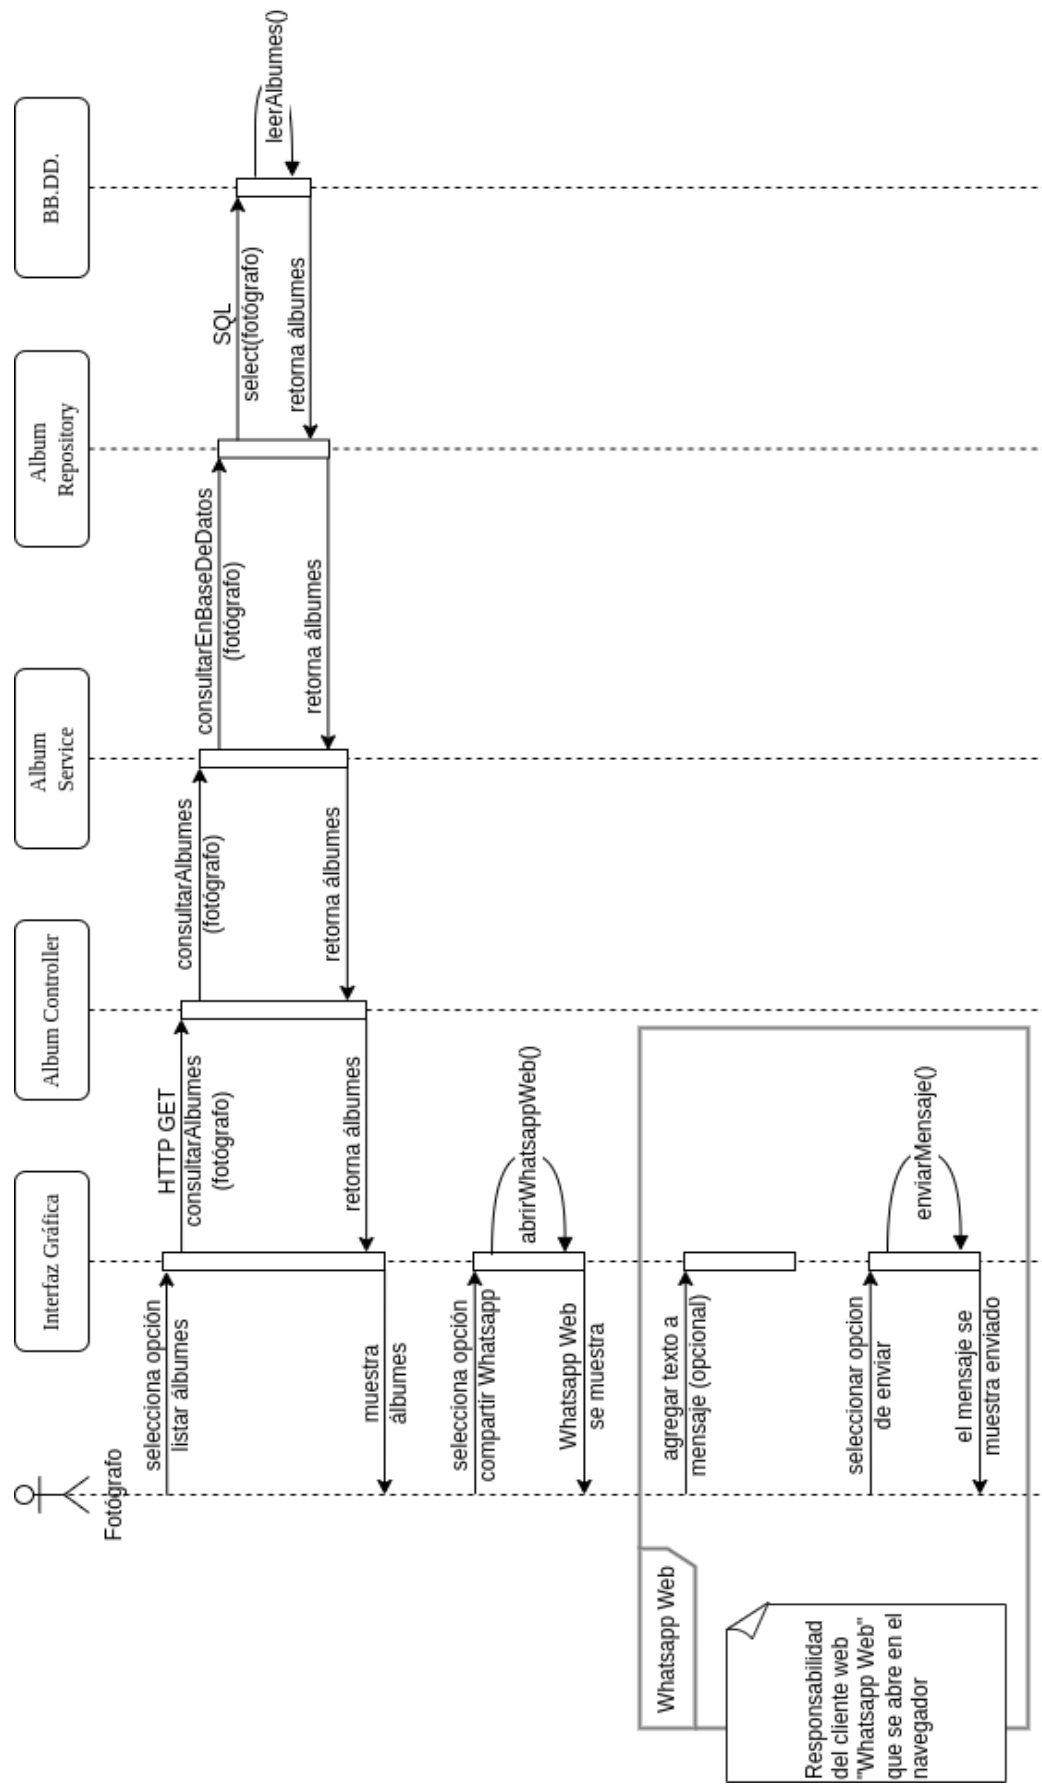 Fotógrafo
Interfaz Gráfica
Album Controller
Album
Service
Album
Repository
BB.DD.
selecciona opción
listar álbumes
HTTP GET
consultarAlbumes
(fotógrafo)
consultarAlbumes
(fotógrafo)
consultarEnBaseDeDatos
(fotógrafo)
SQL
select(fotógrafo)
leerAlbumes()
retorna álbumes
retorna álbumes
retorna álbumes
retorna álbumes
muestra
álbumes
selecciona opción
compartir Whatsapp
abrirWhatsappWeb()
Whatsapp Web
se muestra
Whatsapp Web
agregar texto a
mensaje (opcional)
Responsabilidad
del cliente web
"Whatsapp Web"
que se abre en el
navegador
seleccionar opcion
de enviar
enviarMensaje()
el mensaje se
muestra enviado